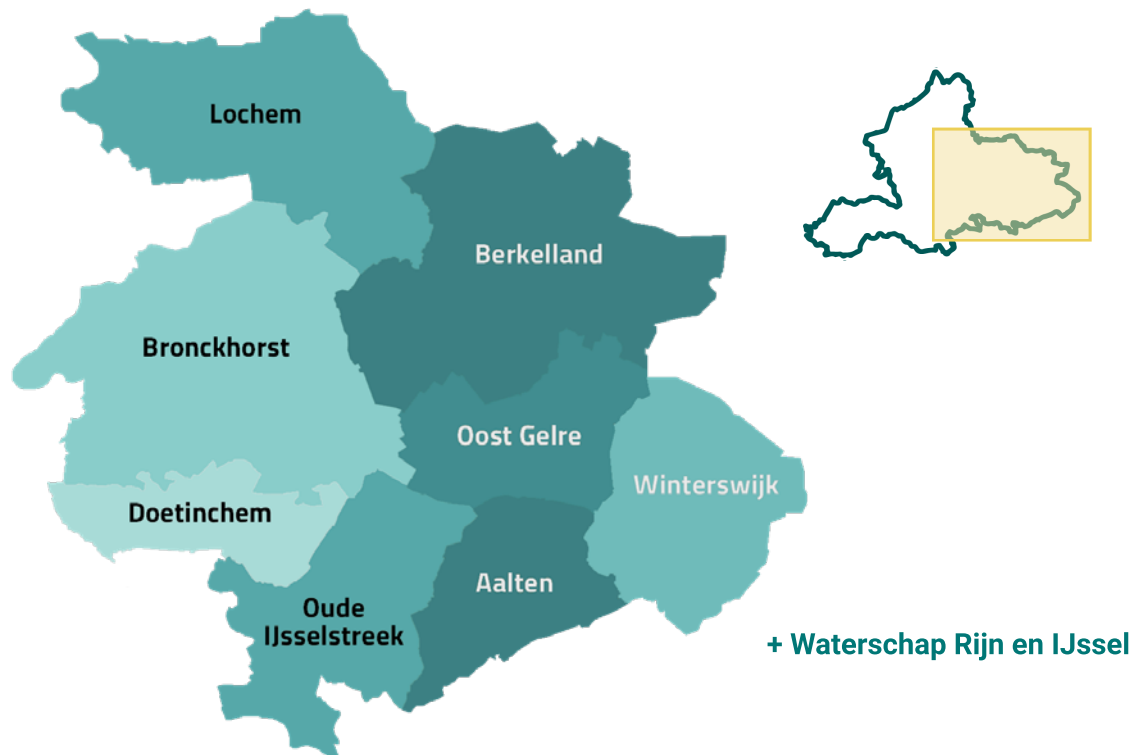 Lochem
Berkelland
Bronckhorst
Oost Gelre
Winterswijk
Doetinchem
Aalten
Oude
IJsselstreek
+ Waterschap Rijn en IJssel